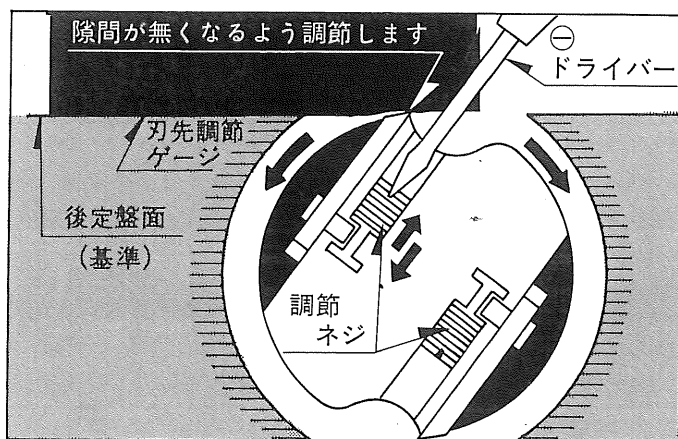 隙間が無くなるよう調節します
⊖
ドライバー
刃先調節
ゲージ
後定盤面
(基準)
調節
ネジ